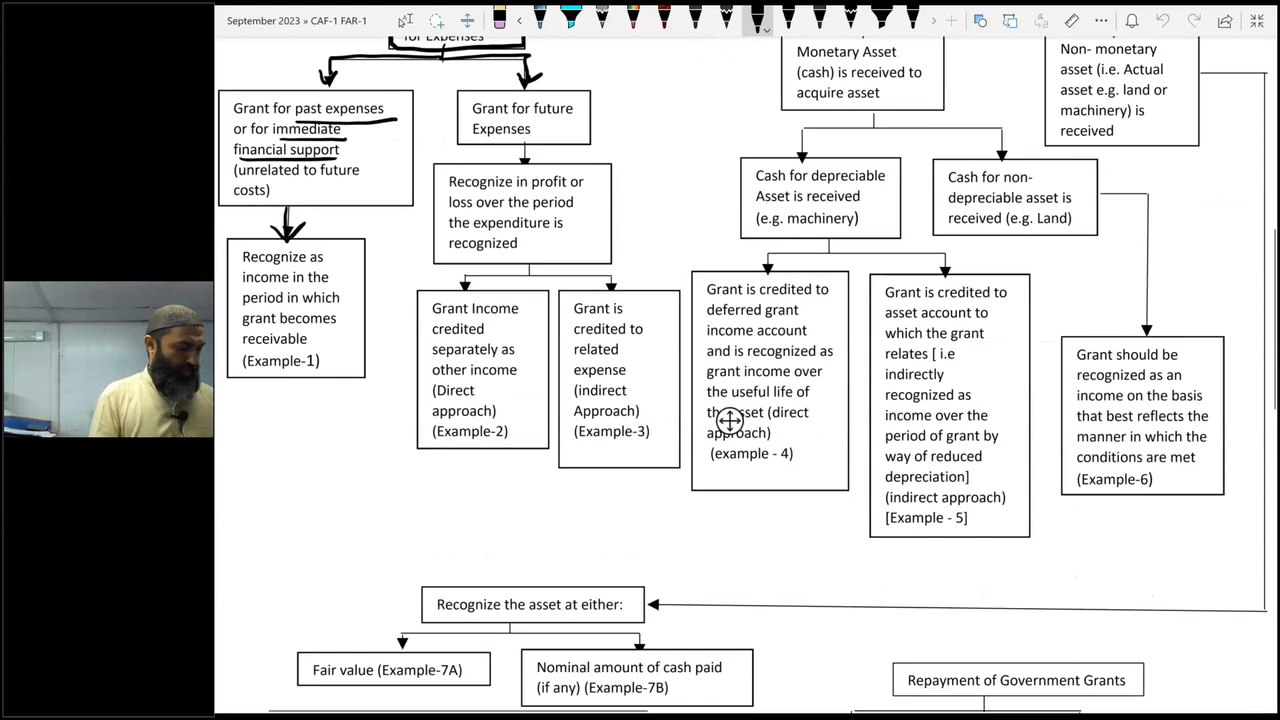 September 2023 » CAF-1 FAR-1
for Expenses
Grant for past expenses
or for immediate
financial support
(unrelated to future
costs)
Recognize as
income in the
period in which
grant becomes
receivable
(Example-1)
Grant for future
Expenses
Recognize in profit or
loss over the period
the expenditure is
recognized
Grant Income
credited
separately as
other income
(Direct
approach)
(Example-2)
Grant is
credited to
related
expense
(indirect
Approach)
(Example-3)
Monetary Asset
(cash) is received to
acquire asset
Cash for depreciable
Asset is received
(e.g. machinery)
Grant is credited to
deferred grant
income account
and is recognized as
grant income over
the useful life of
the asset (direct
approach)
(example - 4)
Grant is credited to
asset account to
which the grant
relates [ i.e
indirectly
recognized as
income over the
period of grant by
way of reduced
depreciation]
(indirect approach)
[Example - 5]
Cash for non-
depreciable asset is
received (e.g. Land)
Grant should be
recognized as an
income on the basis
that best reflects the
manner in which the
conditions are met
(Example-6)
Non- monetary
asset (i.e. Actual
asset e.g. land or
machinery) is
received
Recognize the asset at either:
Fair value (Example-7A)
Nominal amount of cash paid
(if any) (Example-7B)
Repayment of Government Grants